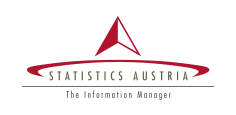 STATISTICS AUSTRIA
The Information Manager